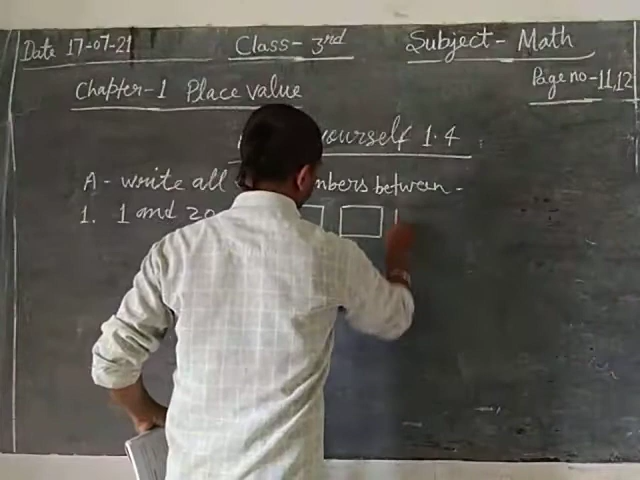 Date 17-07-21 Class- 3rd Subject- Math
Page no-11,12
Chapter-1 Place value
yourself 1.4
A- write all between-
1. 1 and 20